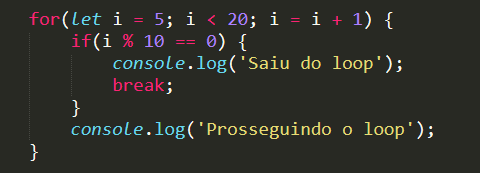 for(let i = 5; i < 20; i = i + 1) {
    if(i % 10 == 0) {
        console.log('Saiu do loop');
        break;
    }
    console.log('Prosseguindo o loop');
}